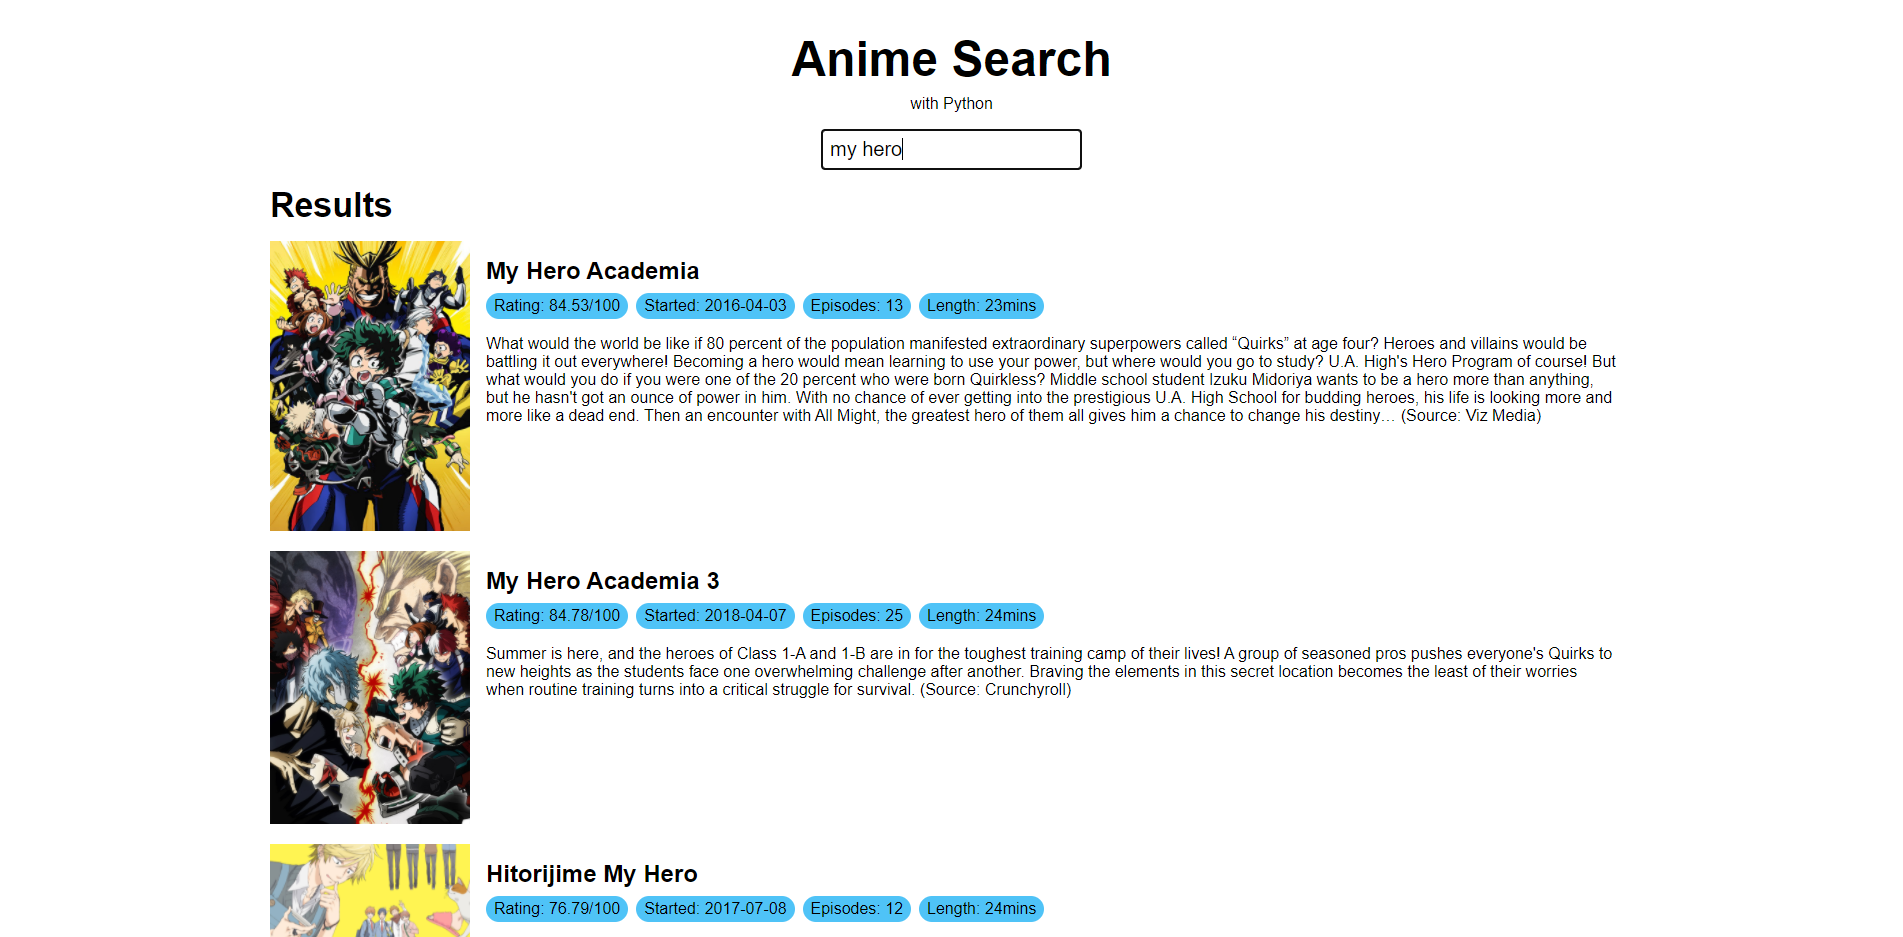 Anime Search
with Python
my hero
Results
My Hero Academia
Rating: 84.53/100 Started: 2016-04-03 Episodes: 13 Length: 23mins
What would the world be like if 80 percent of the population manifested extraordinary superpowers called “Quirks” at age four? Heroes and villains would be
battling it out everywhere! Becoming a hero would mean learning to use your power, but where would you go to study? U.A. High's Hero Program of course! But
what would you do if you were one of the 20 percent who were born Quirkless? Middle school student Izuku Midoriya wants to be a hero more than anything,
but he hasn't got an ounce of power in him. With no chance of ever getting into the prestigious U.A. High School for budding heroes, his life is looking more and
more like a dead end. Then an encounter with All Might, the greatest hero of them all gives him a chance to change his destiny… (Source: Viz Media)
My Hero Academia 3
Rating: 84.78/100 Started: 2018-04-07 Episodes: 25 Length: 24mins
Summer is here, and the heroes of Class 1-A and 1-B are in for the toughest training camp of their lives! A group of seasoned pros pushes everyone's Quirks to
new heights as the students face one overwhelming challenge after another. Braving the elements in this secret location becomes the least of their worries
when routine training turns into a critical struggle for survival. (Source: Crunchyroll)
Hitorijime My Hero
Rating: 76.79/100 Started: 2017-07-08 Episodes: 12 Length: 24mins